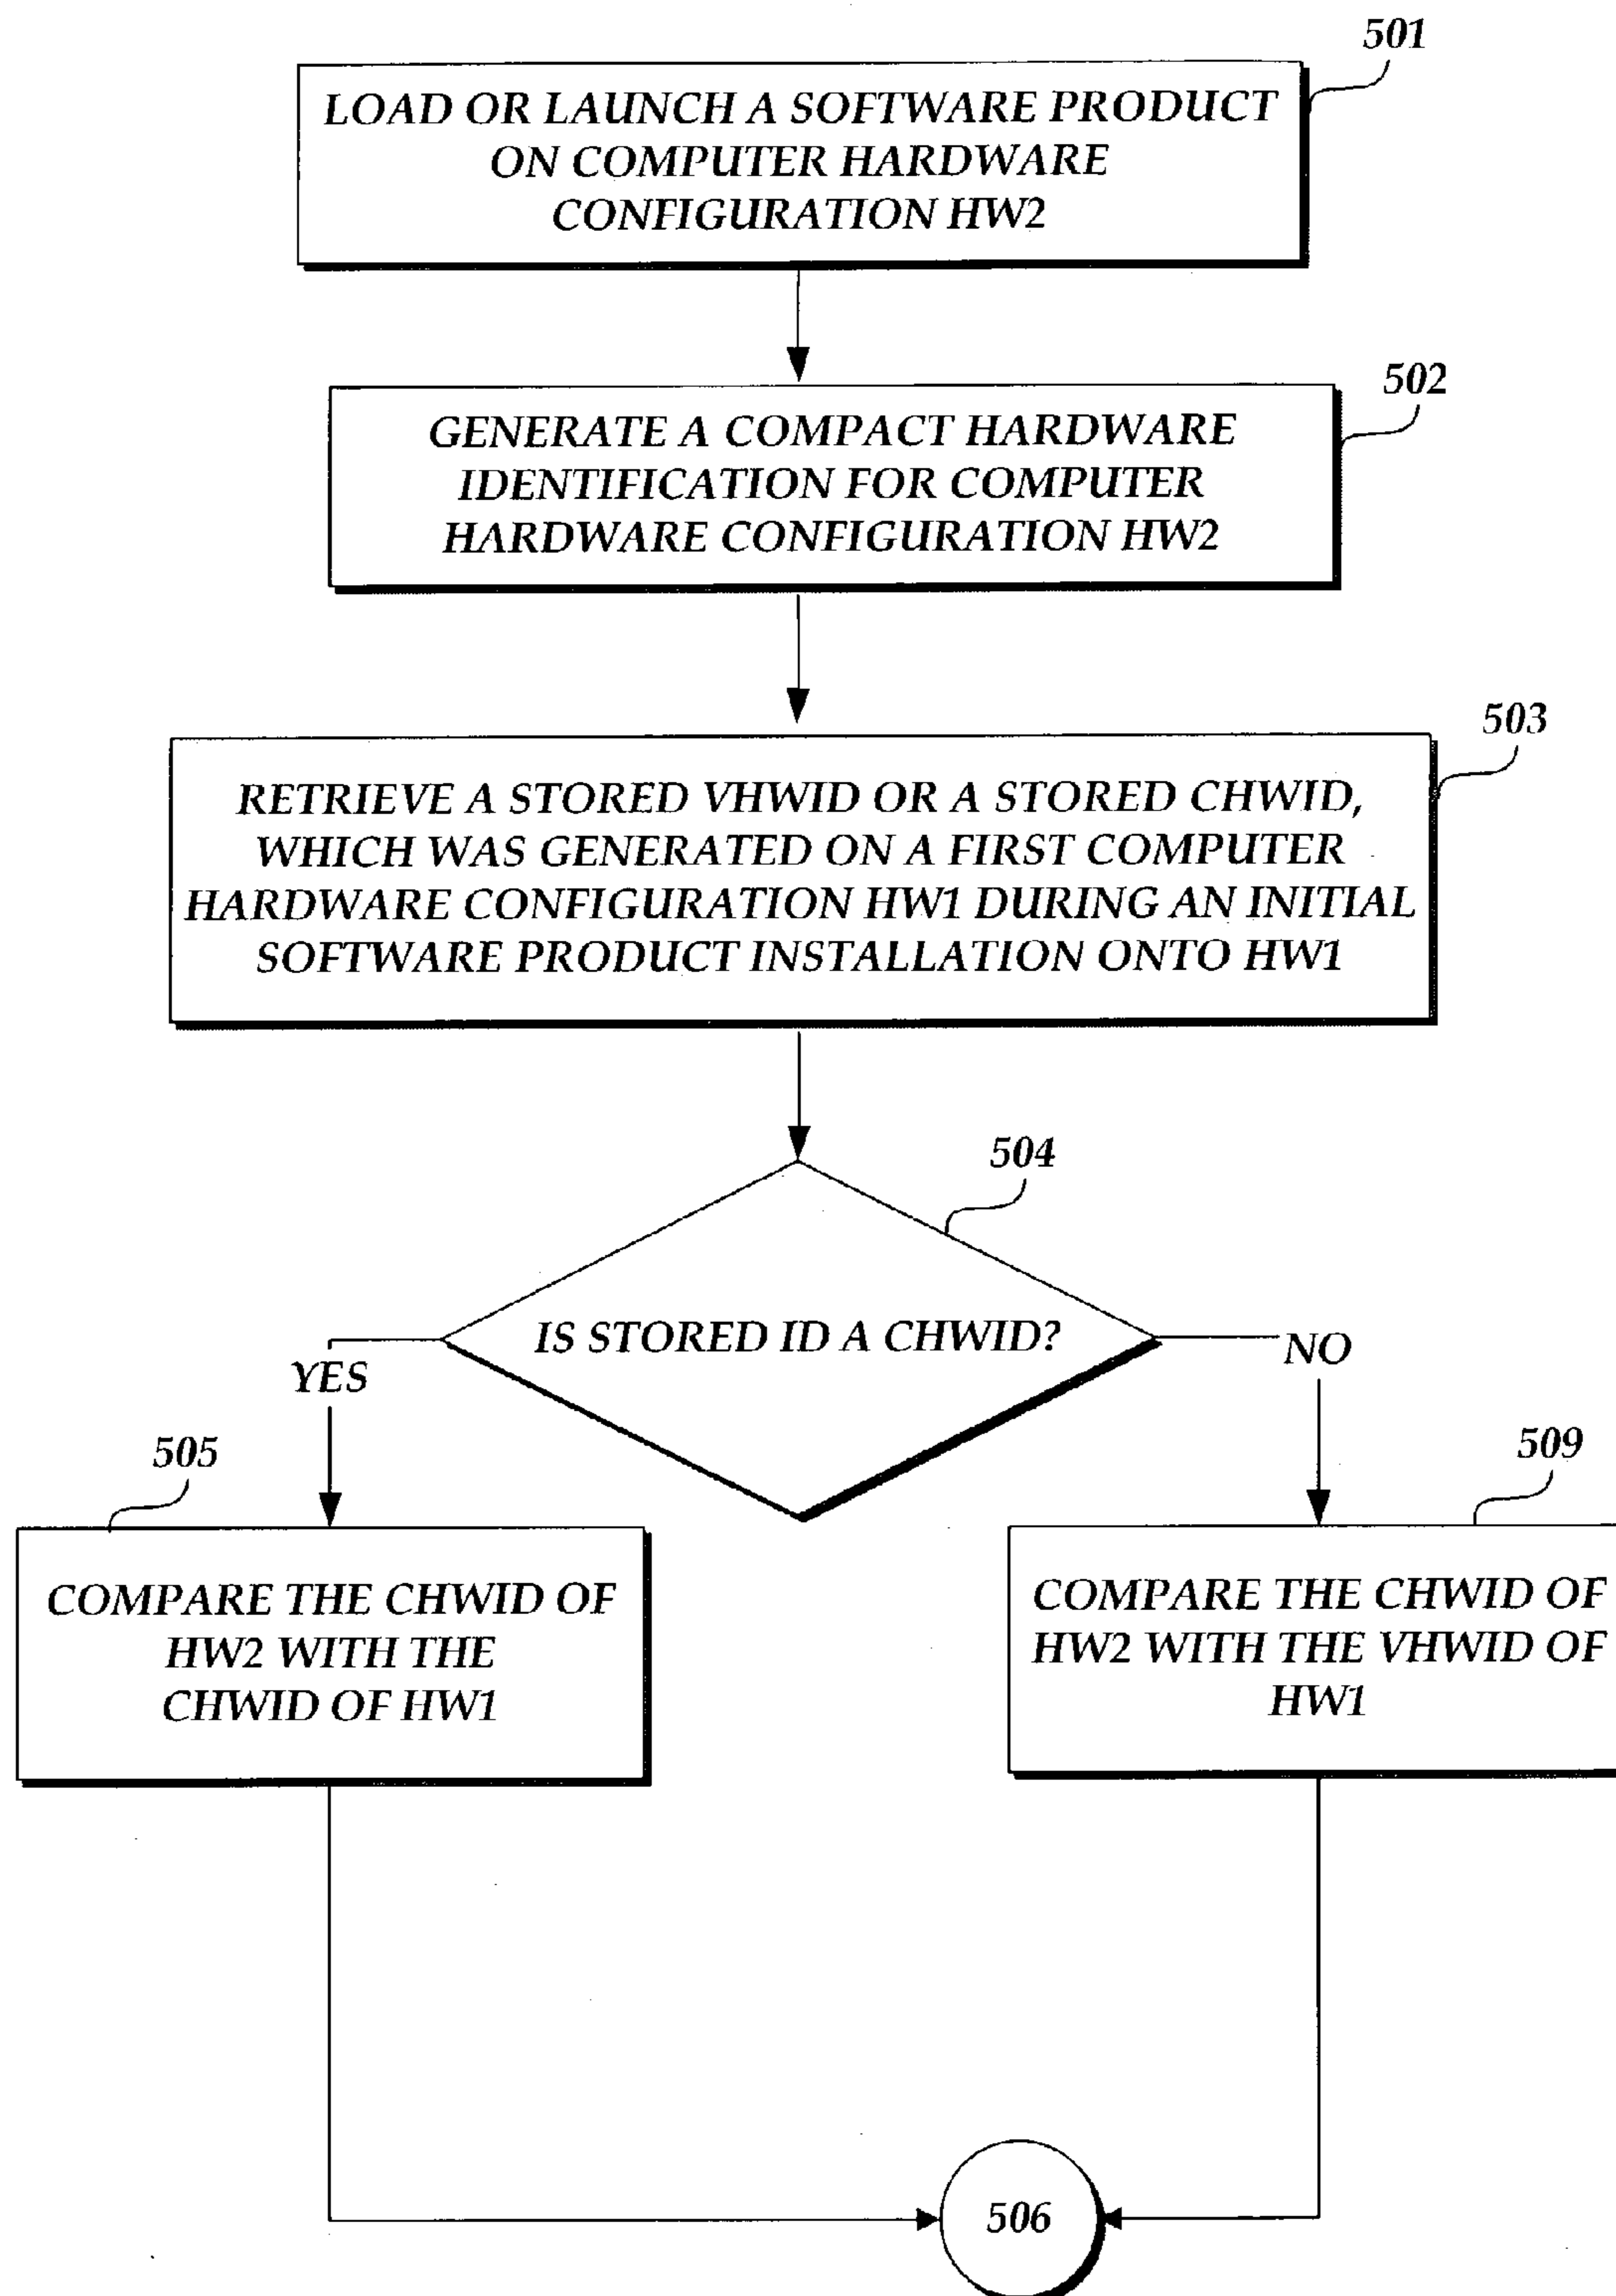 501
LOAD OR LAUNCH A SOFTWARE PRODUCT
ON COMPUTER HARDWARE
CONFIGURATION HW2
502
GENERATE A COMPACT HARDWARE
IDENTIFICATION FOR COMPUTER
HARDWARE CONFIGURATION HW2
503
RETRIEVE A STORED VHWID OR A STORED CHWID,
WHICH WAS GENERATED ON A FIRST COMPUTER
HARDWARE CONFIGURATION HW1 DURING AN INITIAL
SOFTWARE PRODUCT INSTALLATION ONTO HW1
504
IS STORED ID A CHWID?
YES
NO
505
COMPARE THE CHWID OF
HW2 WITH THE
CHWID OF HW1
509
COMPARE THE CHWID OF
HW2 WITH THE VHWID OF
HW1
506